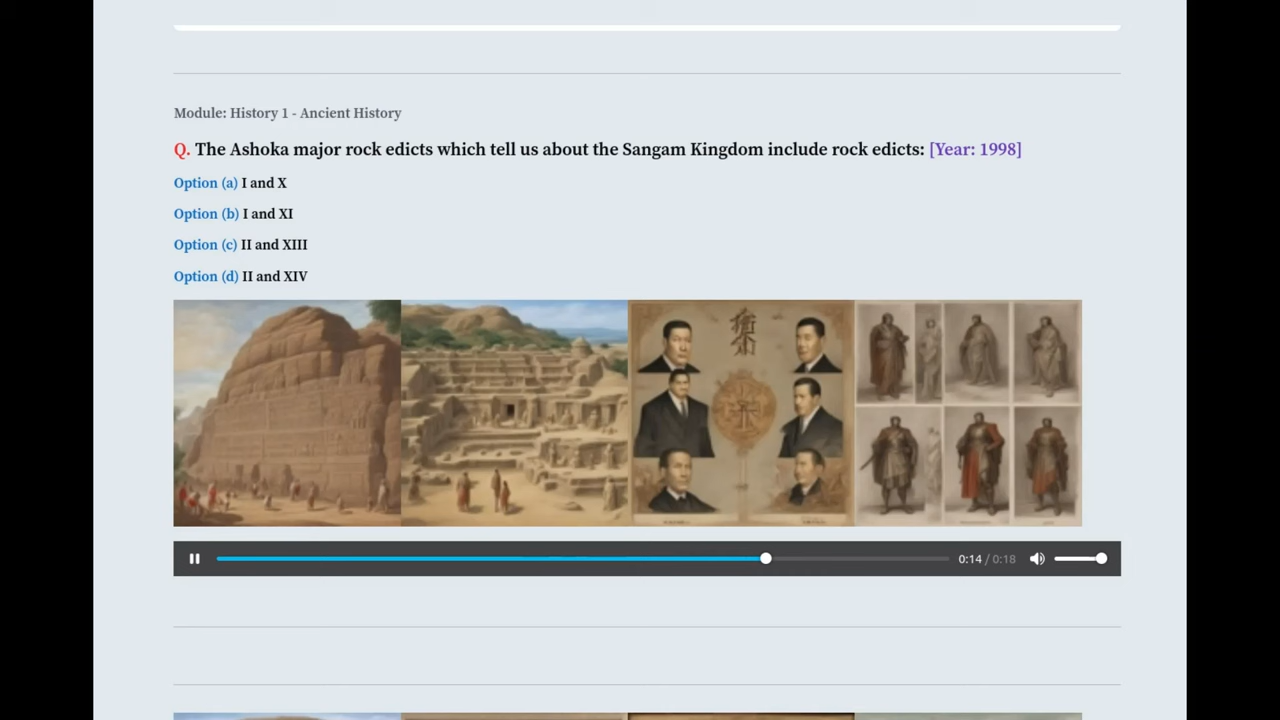 Module: History 1 - Ancient History
Q. The Ashoka major rock edicts which tell us about the Sangam Kingdom include rock edicts: [Year: 1998]
Option (a) I and X
Option (b) I and XI
Option (c) II and XIII
Option (d) II and XIV
0:14 / 0:18